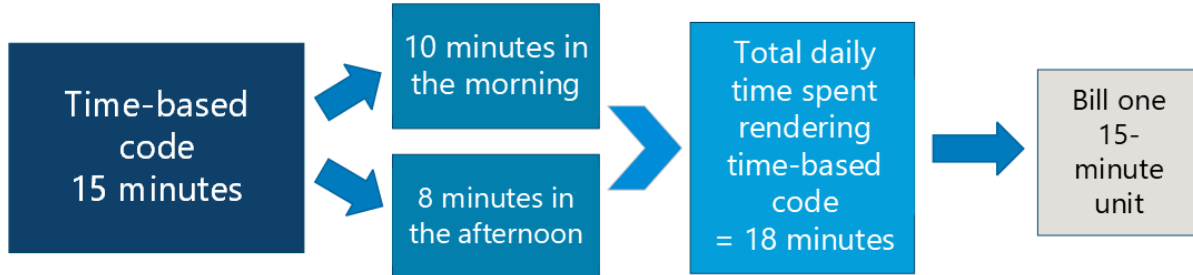 Time-based
code
15 minutes
10 minutes in
the morning
8 minutes in
the afternoon
Total daily
time spent
rendering
time-based
code
= 18 minutes
Bill one
15-
minute
unit